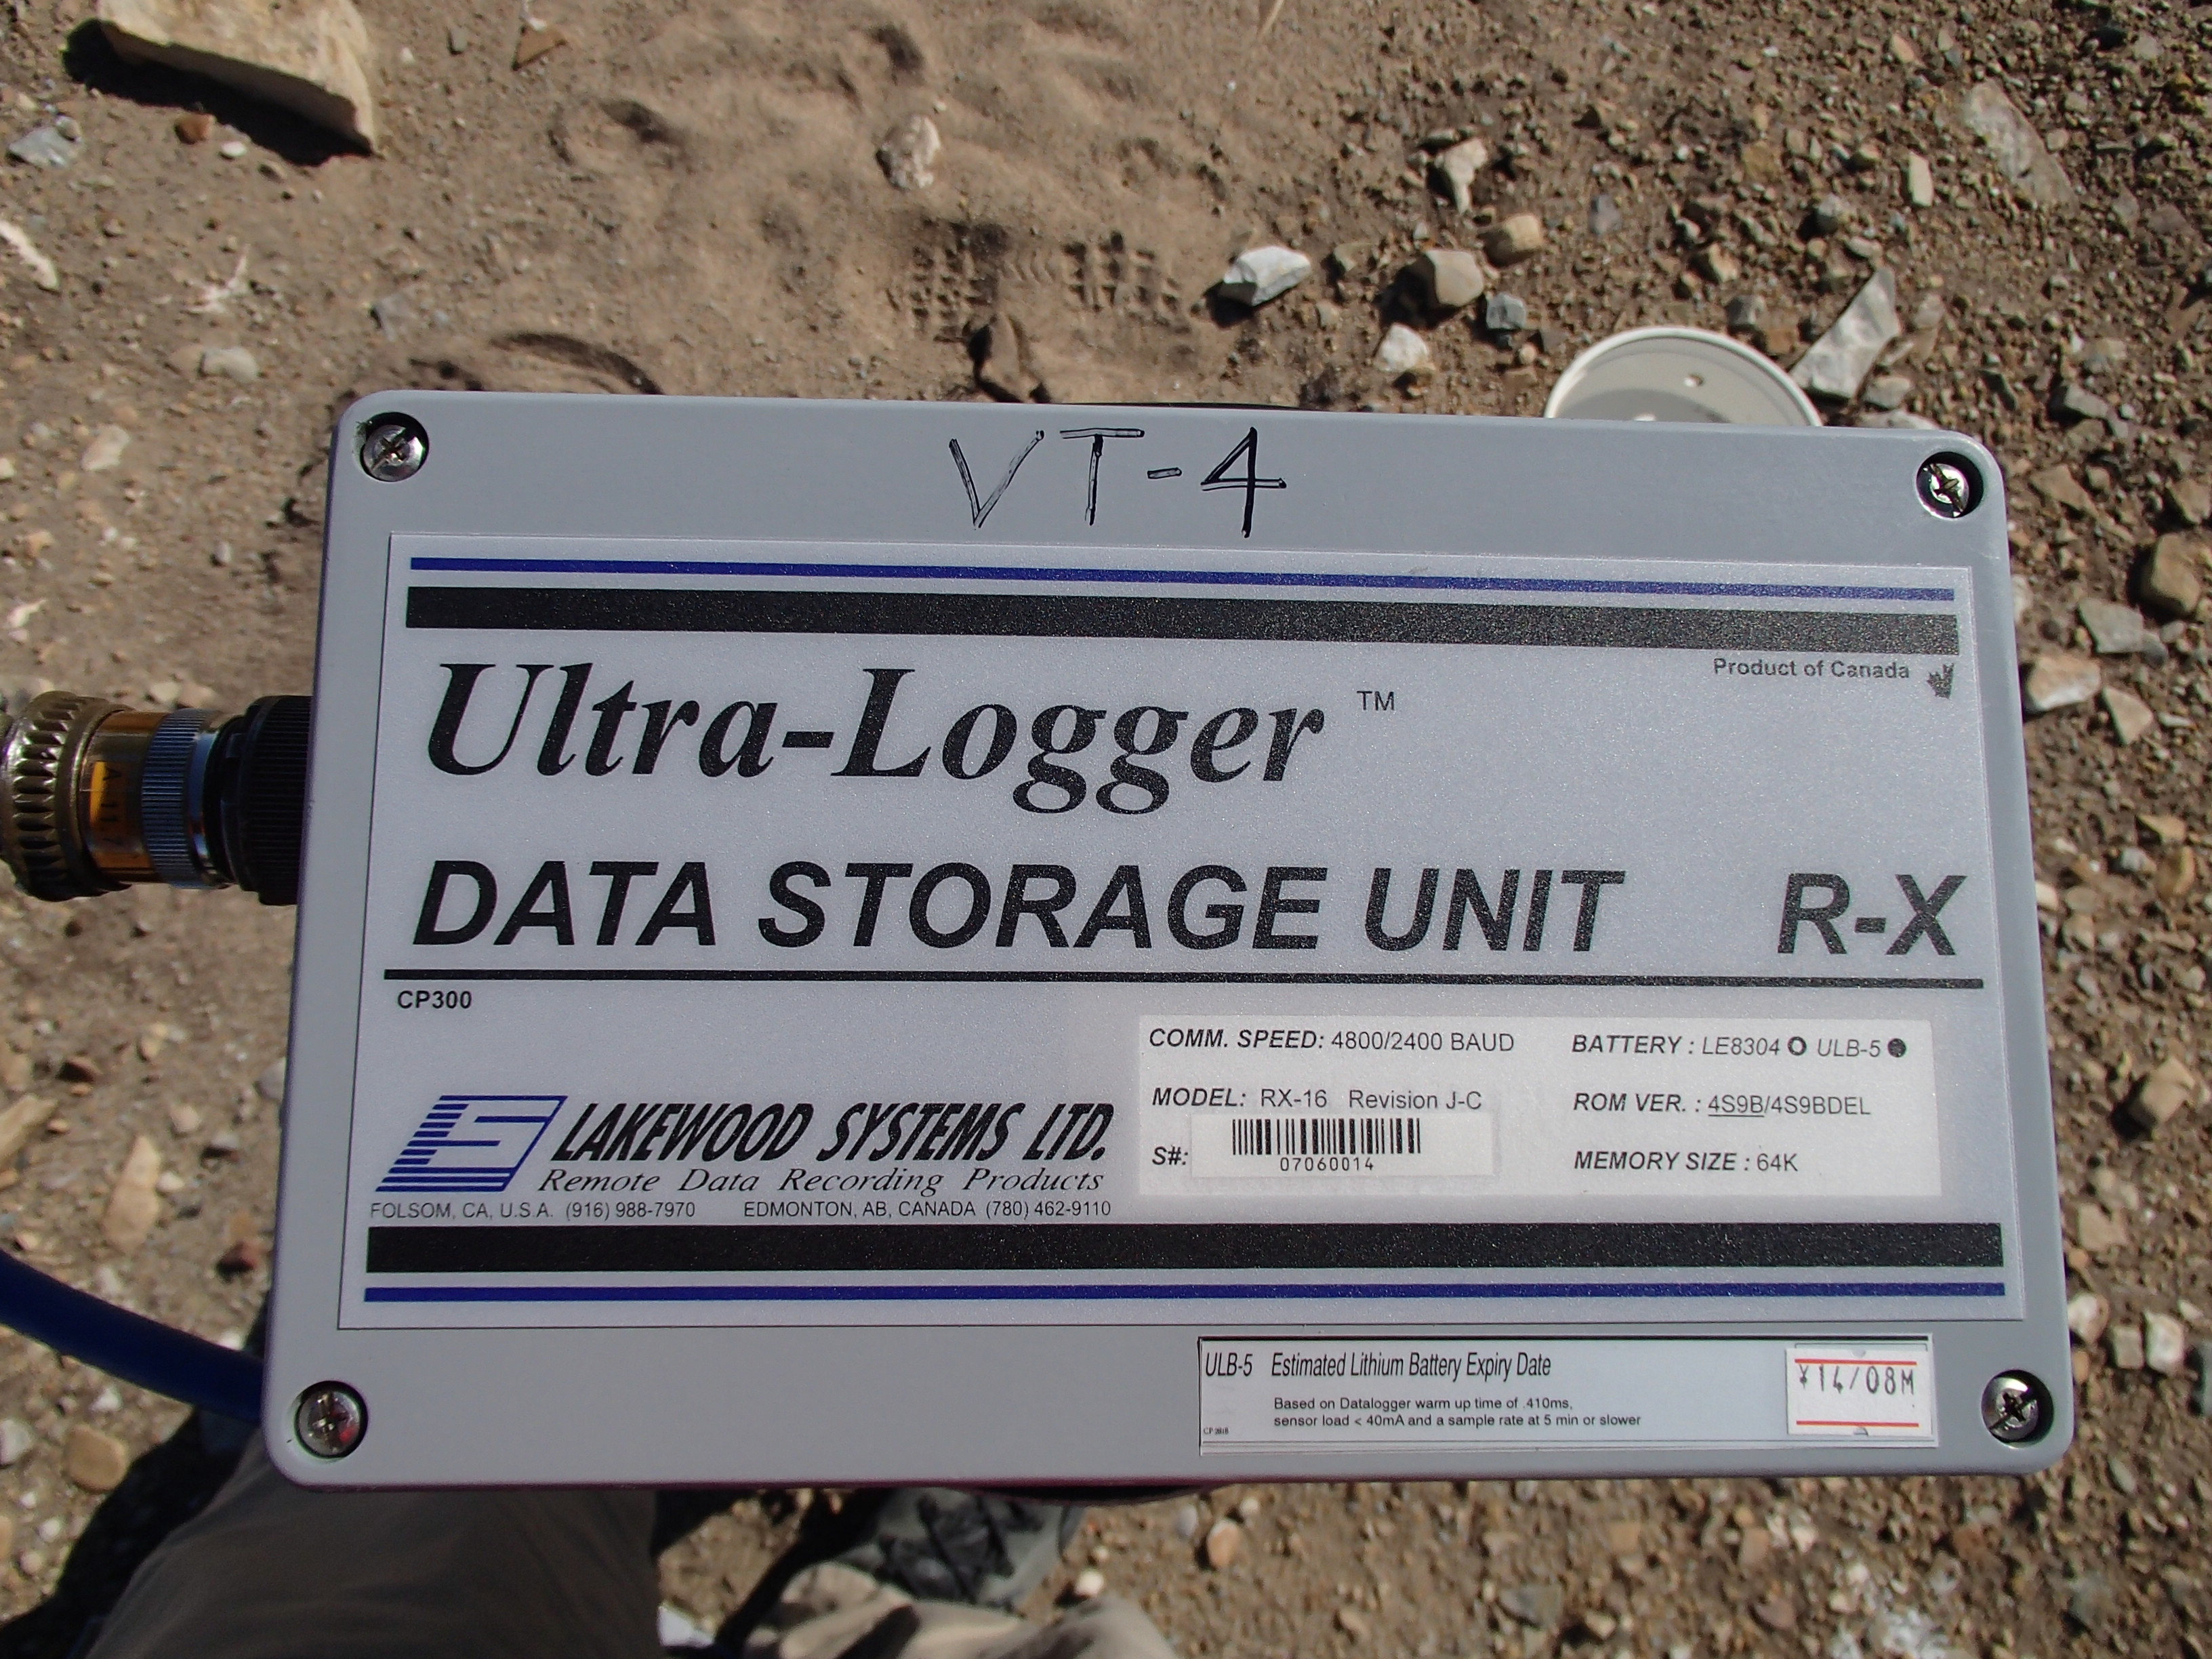 VT-4
Product of Canada
Ultra-Logger ™
DATA STORAGE UNIT R-X
CP300
COMM. SPEED: 4800/2400 BAUD BATTERY : LE8304 ULB-5
MODEL: RX-16 Revision J-C ROM VER. : 4S9B/4S9BDEL
S#: 07060014 MEMORY SIZE : 64K
LAKEWOOD SYSTEMS LTD.
Remote Data Recording Products
FOLSOM, CA, U.S.A. (916) 988-7970 EDMONTON, AB, CANADA (780) 462-9110
ULB-5 Estimated Lithium Battery Expiry Date
¥14/08M
Based on Datalogger warm up time of .410ms,
sensor load < 40mA and a sample rate at 5 min or slower